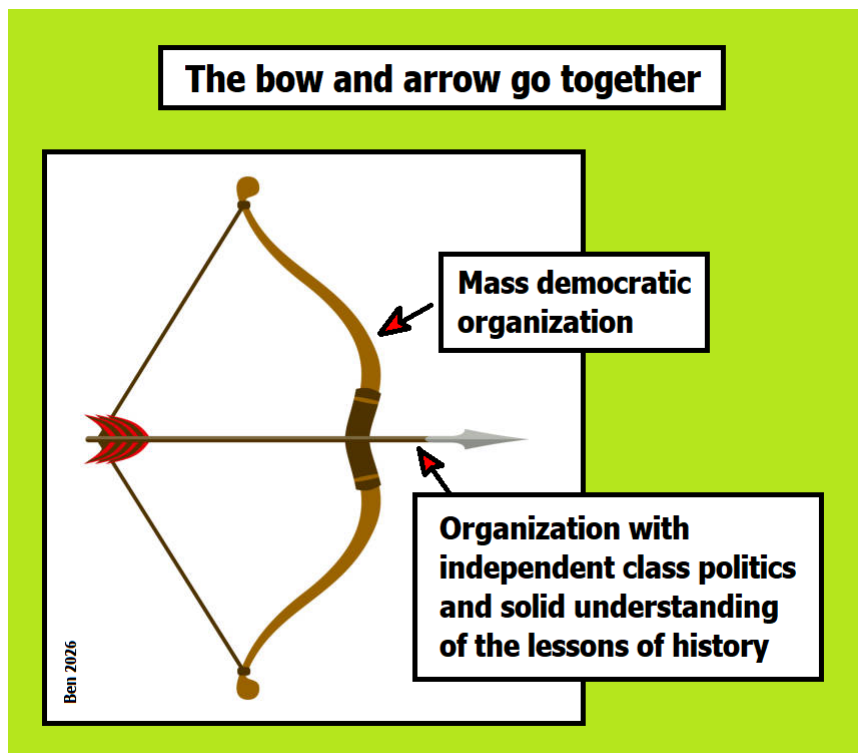 The bow and arrow go together
Mass democratic
organization
Organization with
independent class politics
and solid understanding
of the lessons of history
Ben 2026